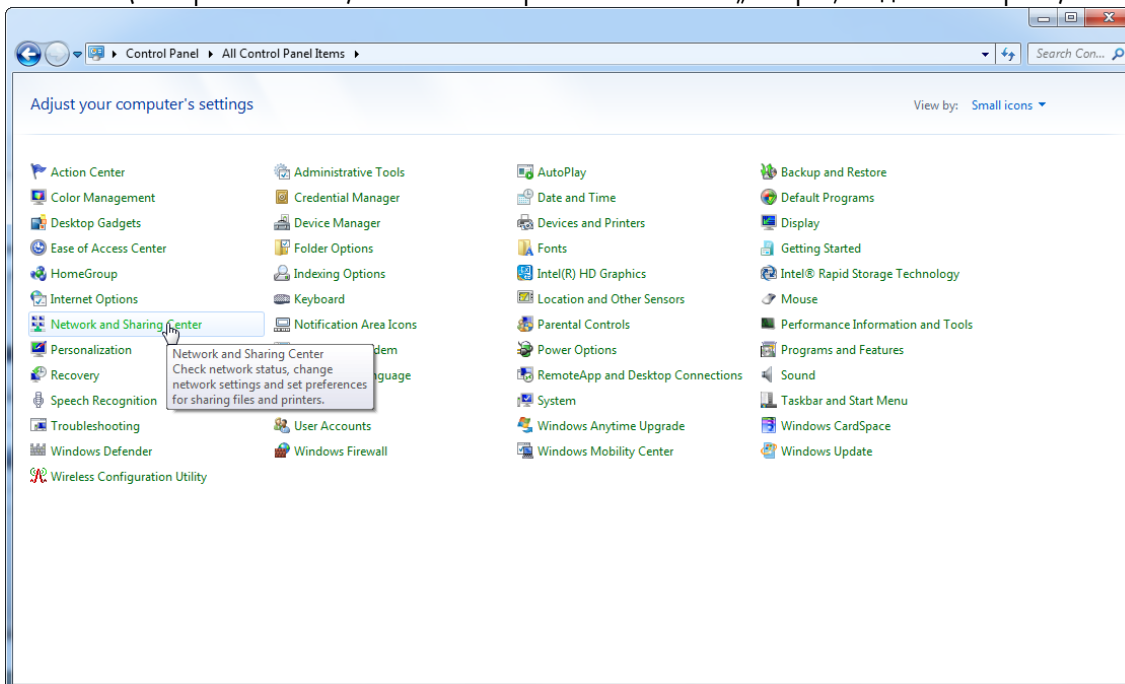 Control Panel ▸ All Control Panel Items ▸
Search Con...
Adjust your computer's settings
View by: Small icons
Action Center
Administrative Tools
AutoPlay
Backup and Restore
Color Management
Credential Manager
Date and Time
Default Programs
Desktop Gadgets
Device Manager
Devices and Printers
Display
Ease of Access Center
Folder Options
Fonts
Getting Started
HomeGroup
Indexing Options
Intel(R) HD Graphics
Intel® Rapid Storage Technology
Internet Options
Keyboard
Location and Other Sensors
Mouse
Network and Sharing Center
Notification Area Icons
Parental Controls
Performance Information and Tools
Personalization
dem
Power Options
Programs and Features
Recovery
guage
RemoteApp and Desktop Connections
Sound
Network and Sharing Center
Check network status, change
network settings and set preferences
for sharing files and printers.
Speech Recognition
System
Taskbar and Start Menu
Troubleshooting
User Accounts
Windows Anytime Upgrade
Windows CardSpace
Windows Defender
Windows Firewall
Windows Mobility Center
Windows Update
Wireless Configuration Utility